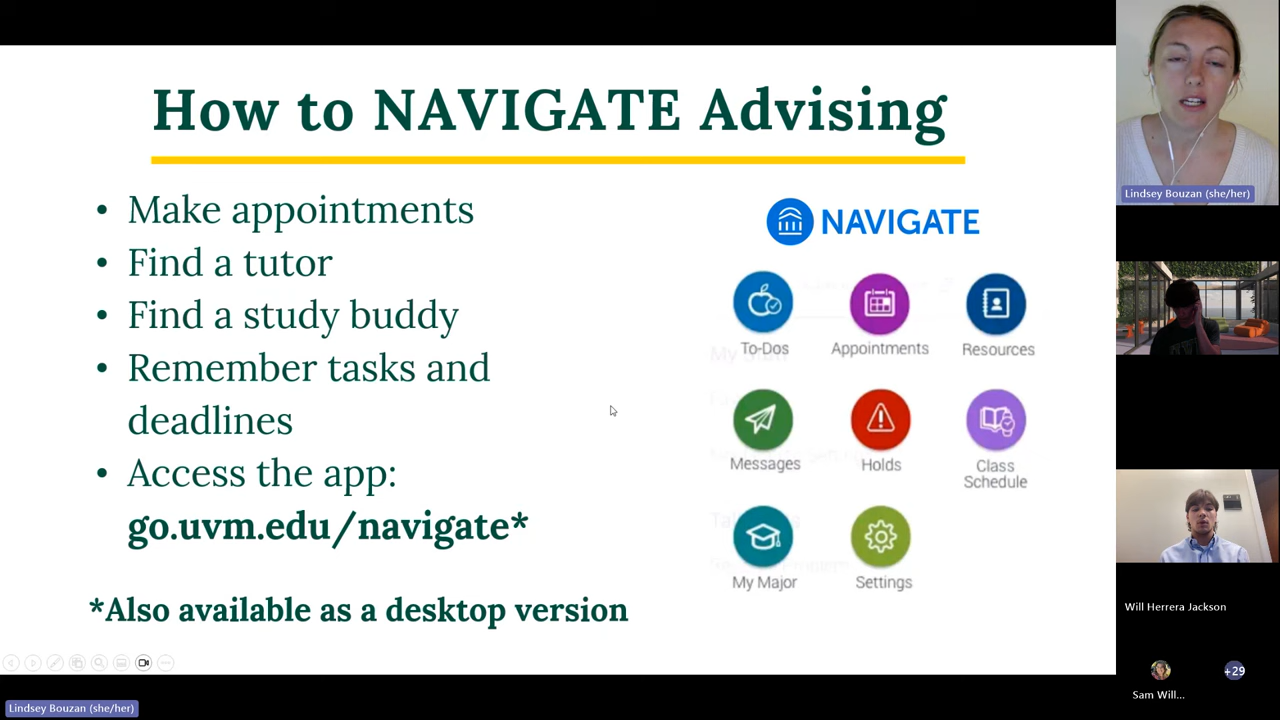 How to NAVIGATE Advising
• Make appointments
• Find a tutor
• Find a study buddy
• Remember tasks and
deadlines
• Access the app:
go.uvm.edu/navigate*
*Also available as a desktop version
NAVIGATE
To-Dos
Appointments
Resources
Messages
Holds
Class
Schedule
My Major
Settings
Lindsey Bouzan (she/her)
Will Herrera Jackson
+29
Sam Will...
Lindsey Bouzan (she/her)